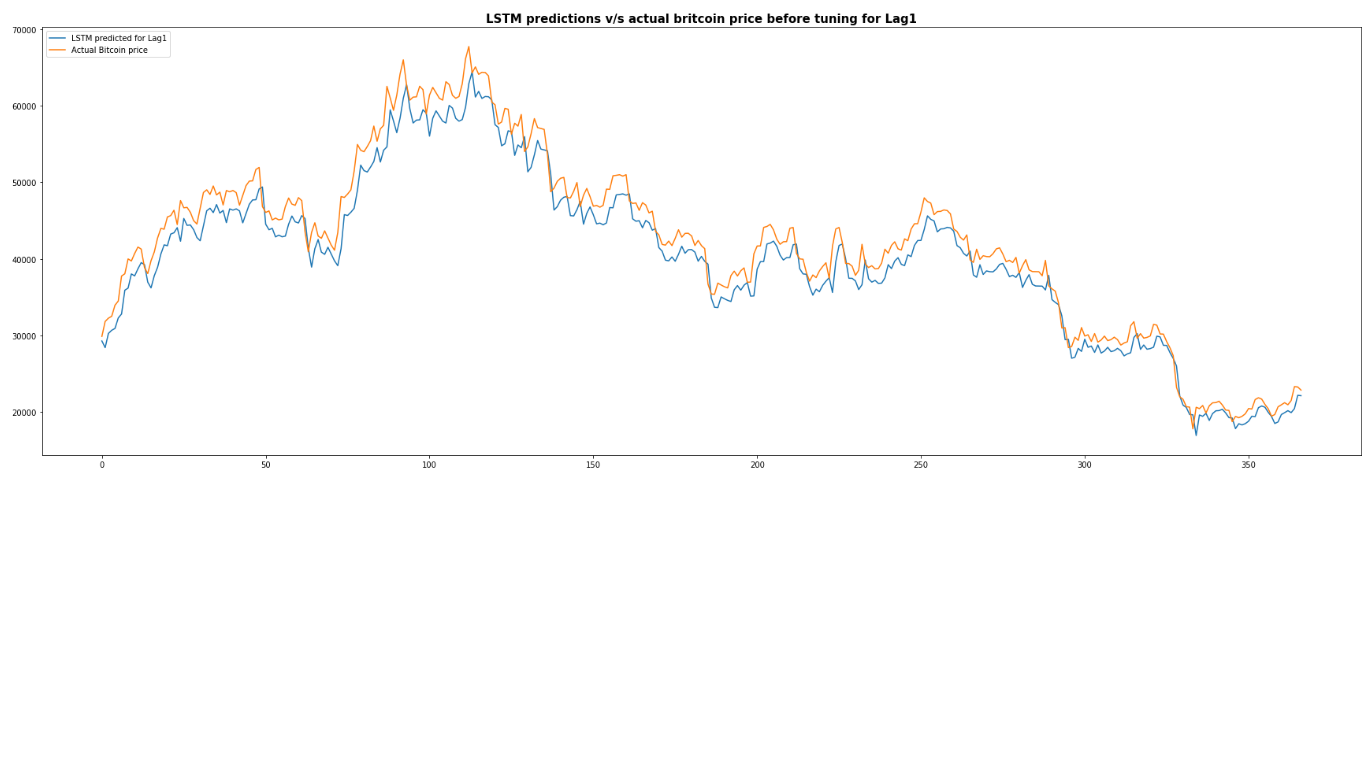 LSTM predictions v/s actual britcoin price before tuning for Lag1
70000
LSTM predicted for Lag1
Actual Bitcoin price
60000
50000
40000
30000
20000
0 50 100 150 200 250 300 350